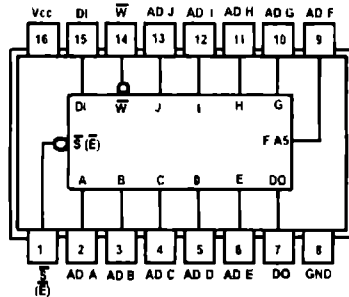 Vcc DI W̅ AD J AD I AD H AD G AD F
16 15 14 13 12 11 10 9
DI W̅ J I H G
S̅ (E̅) F A5
A B C D E DO
1 2 3 4 5 6 7 8
S̅ AD A AD B AD C AD D AD E D̅O GND
(E̅)